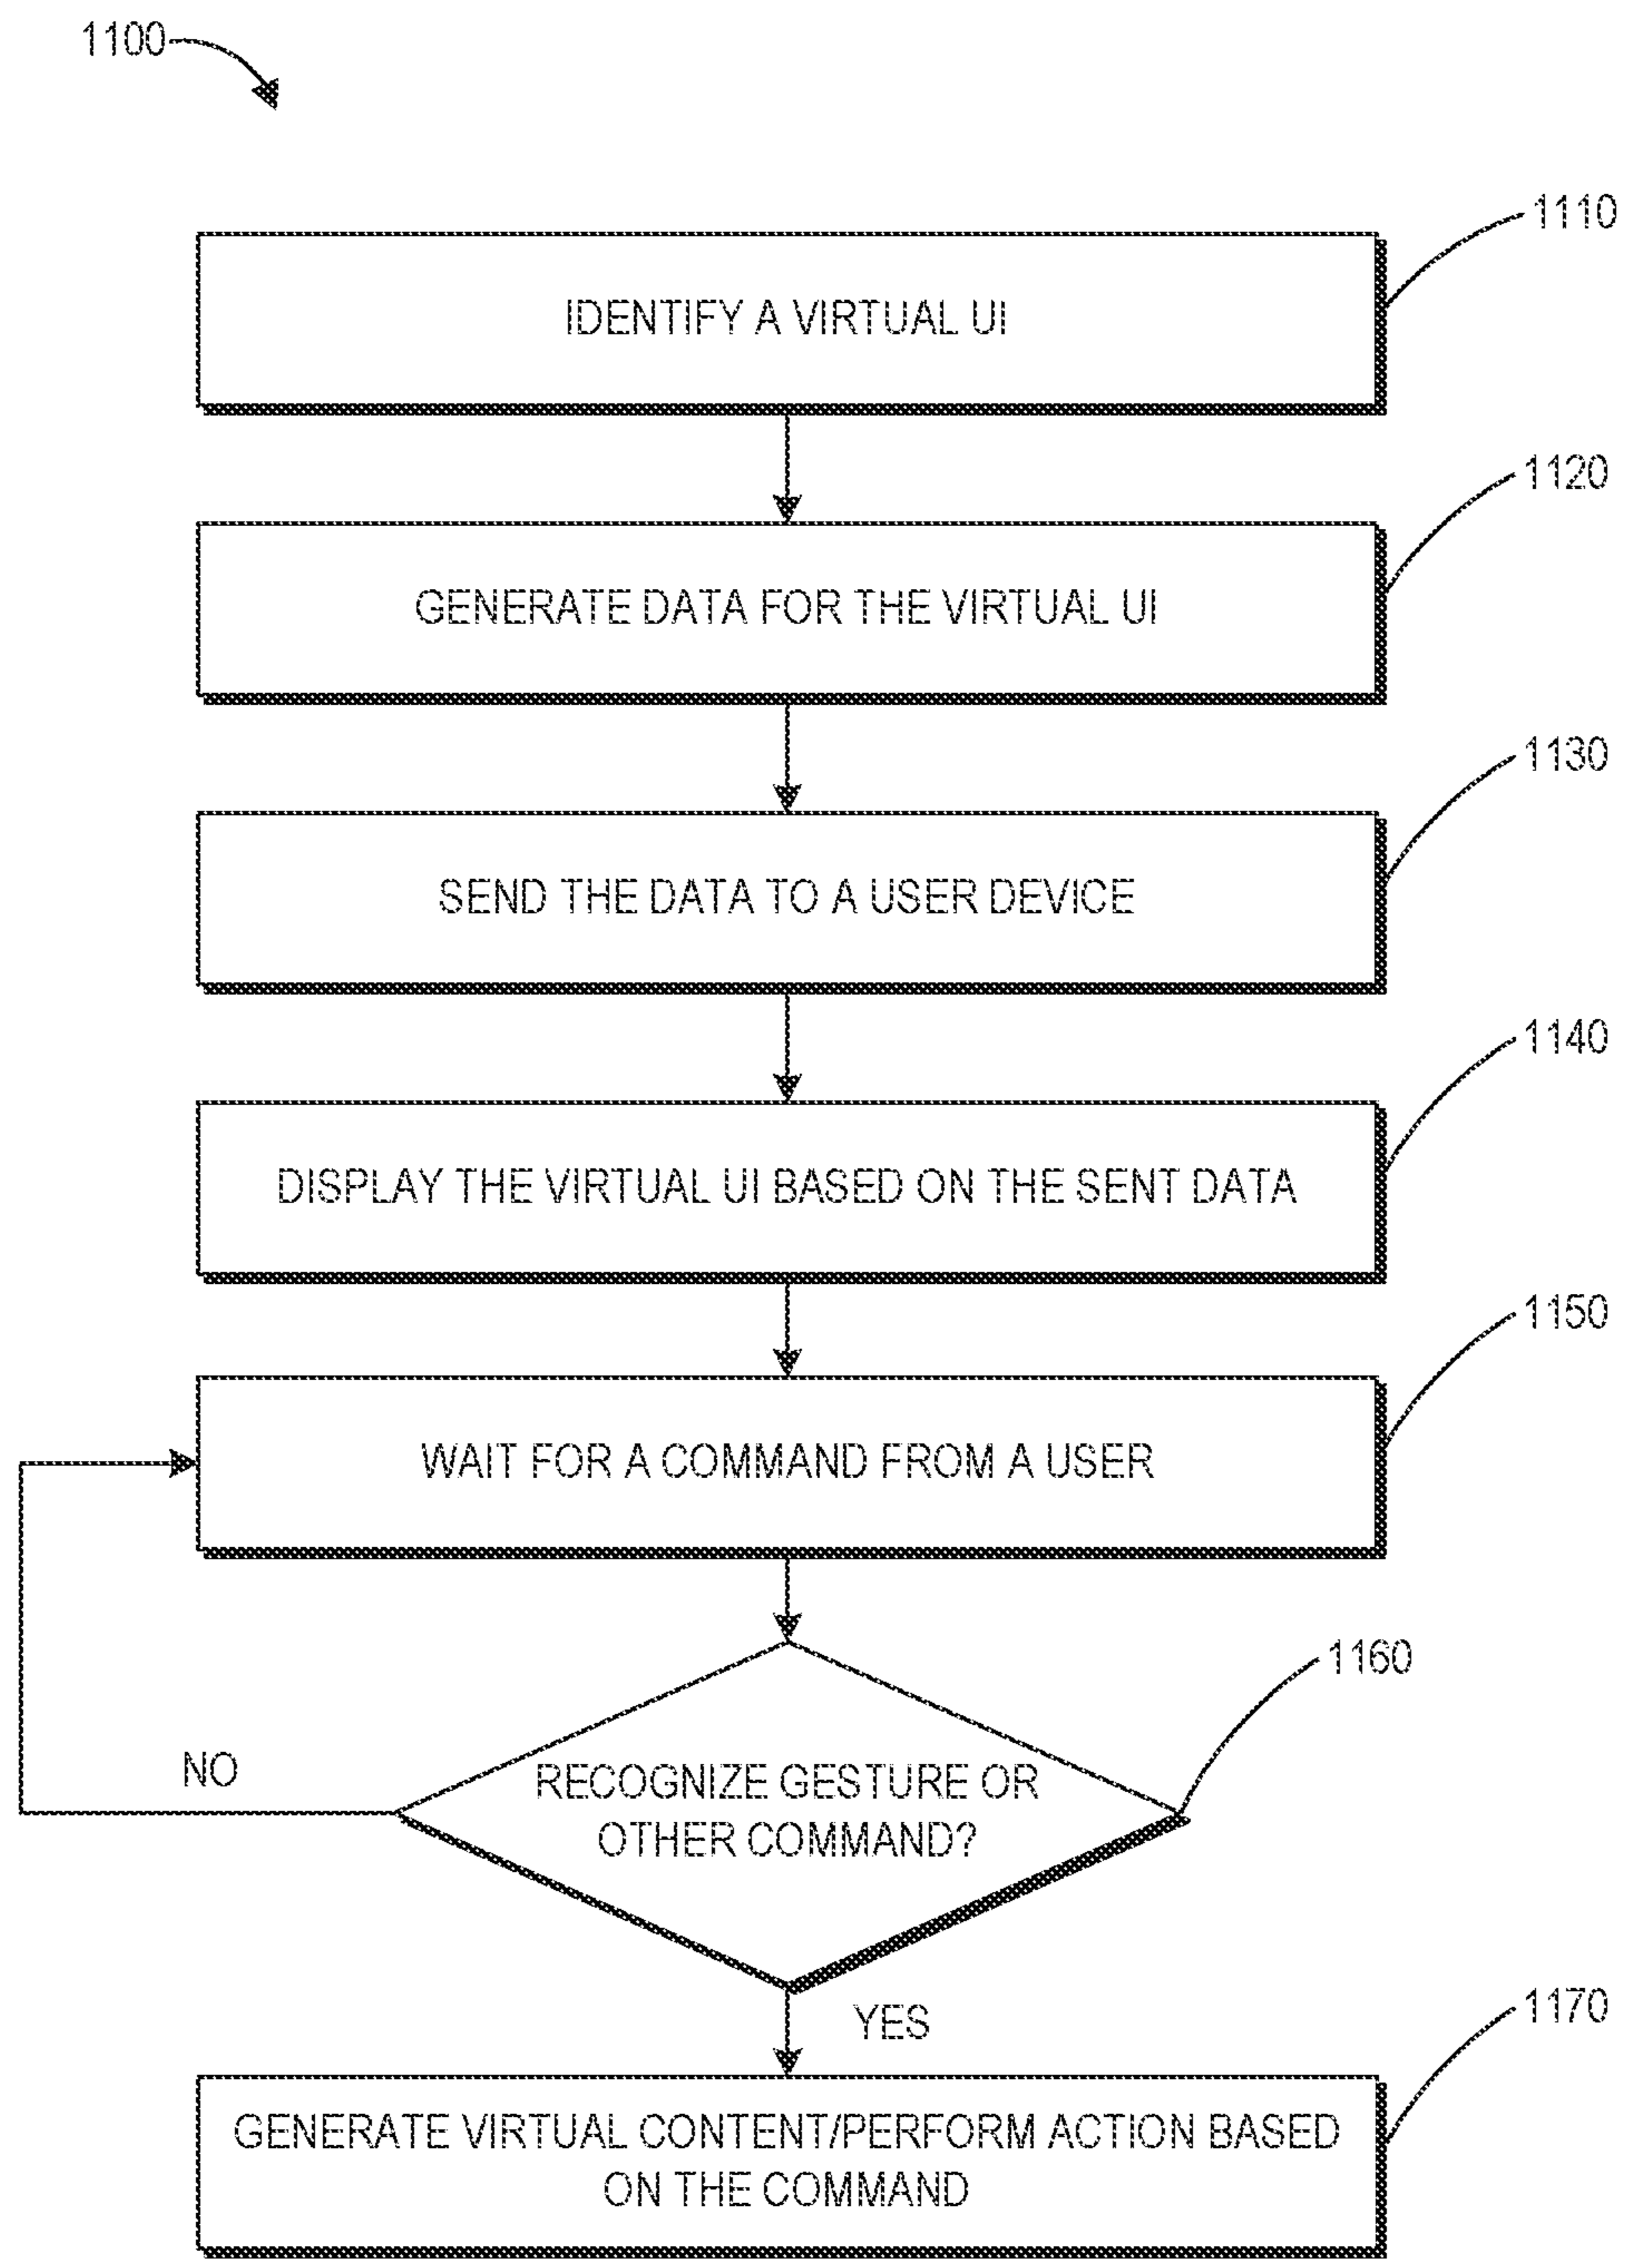 1100
1110
IDENTIFY A VIRTUAL UI
1120
GENERATE DATA FOR THE VIRTUAL UI
1130
SEND THE DATA TO A USER DEVICE
1140
DISPLAY THE VIRTUAL UI BASED ON THE SENT DATA
1150
WAIT FOR A COMMAND FROM A USER
1160
NO
RECOGNIZE GESTURE OR
OTHER COMMAND?
YES
1170
GENERATE VIRTUAL CONTENT/PERFORM ACTION BASED
ON THE COMMAND